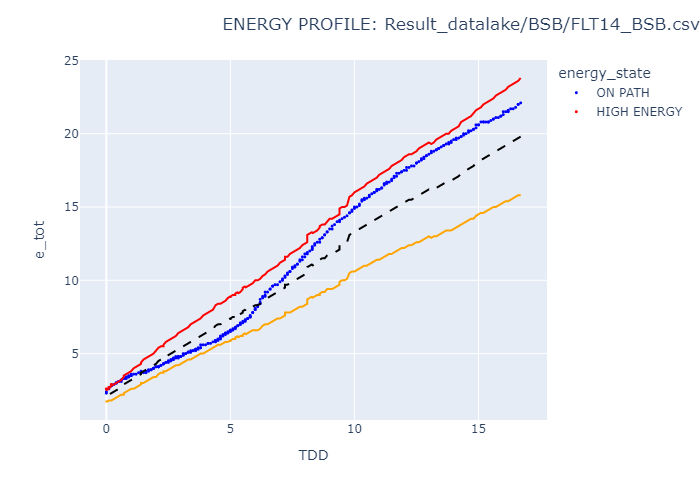 ENERGY PROFILE: Result_datalake/BSB/FLT14_BSB.csv
energy_state
ON PATH
HIGH ENERGY
e_tot
25
20
15
10
5
0
5
10
15
TDD